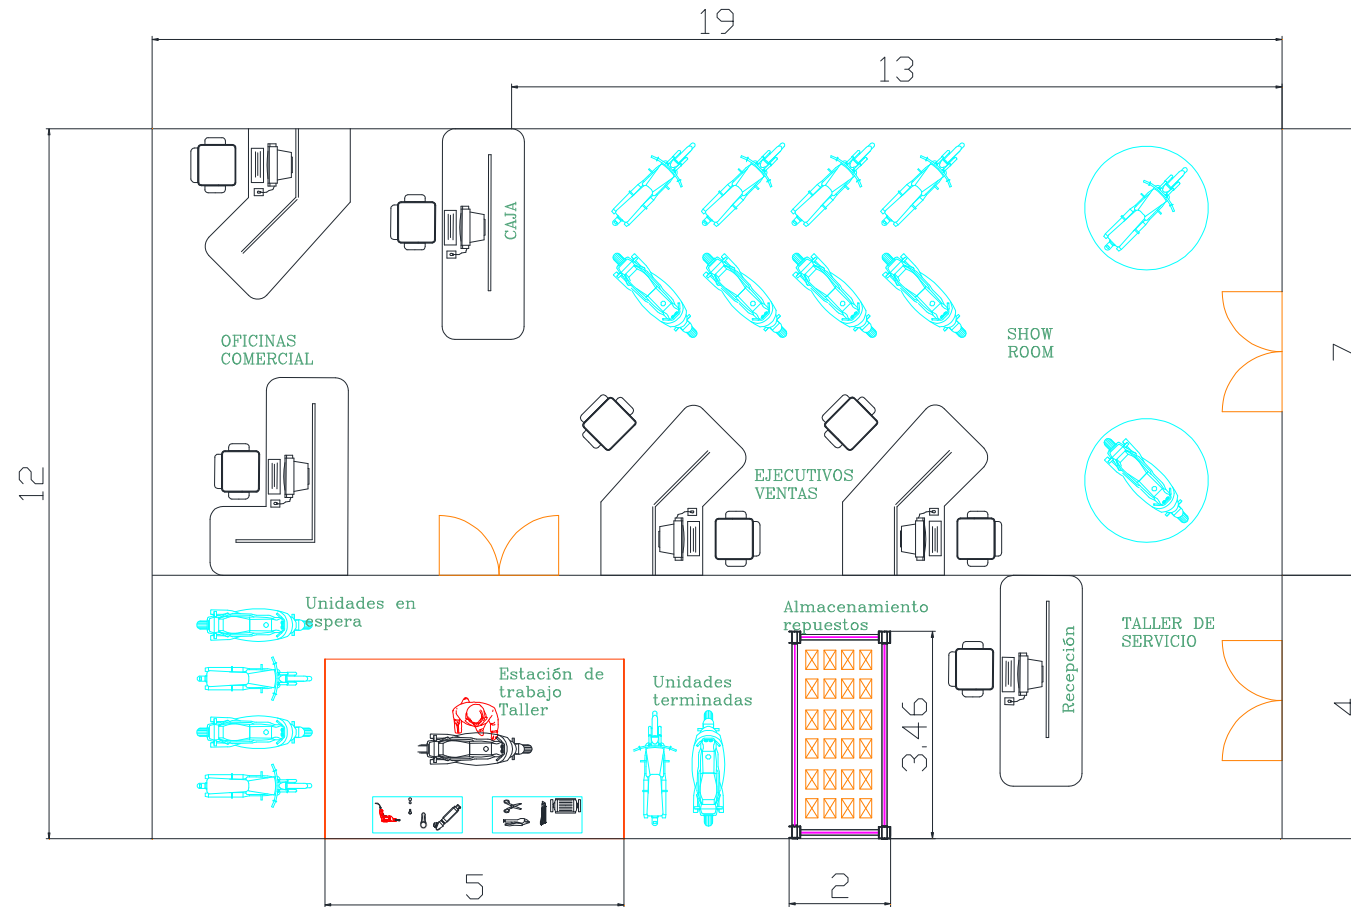 19
13
CAJA
OFICINAS
COMERCIAL
SHOW
ROOM
7
12
EJECUTIVOS
VENTAS
Unidades en
espera
Almacenamiento
repuestos
TALLER DE
SERVICIO
Recepción
Estación de
trabajo
Taller
Unidades
terminadas
3.46
4
5
2